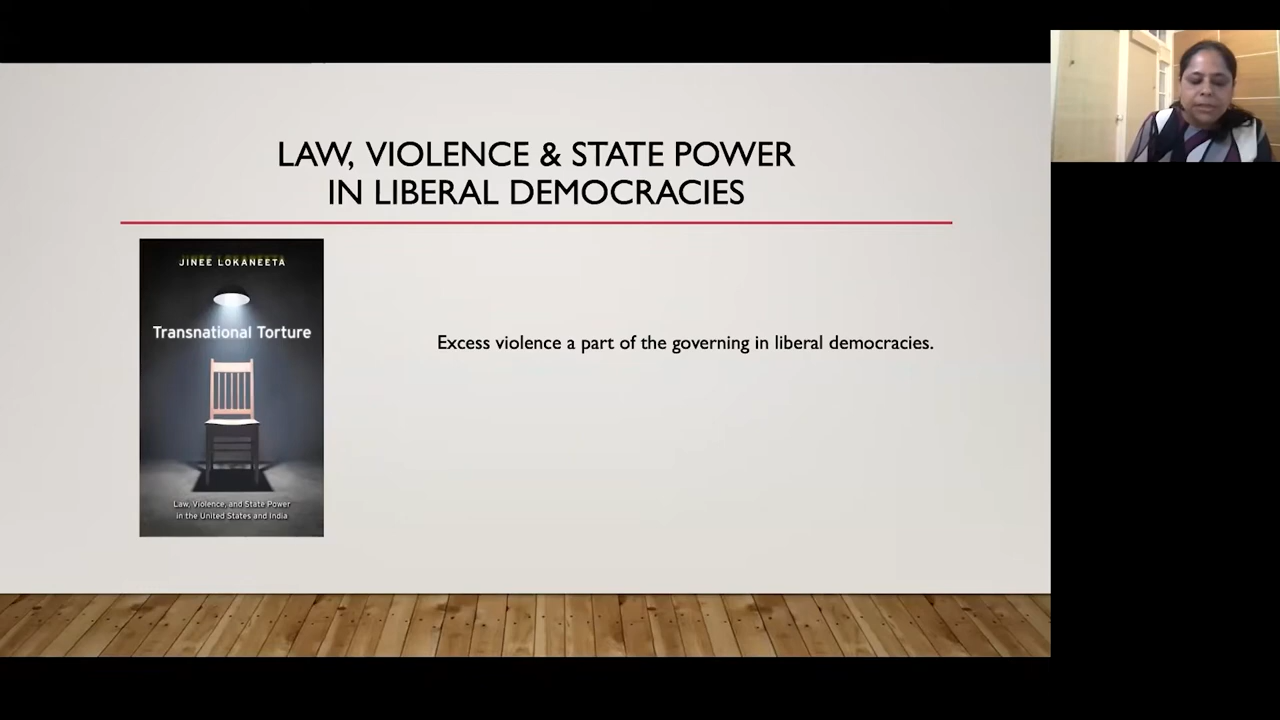 LAW, VIOLENCE & STATE POWER
IN LIBERAL DEMOCRACIES
JINEE LOKANEETA
Transnational Torture
Law, Violence, and State Power
in the United States and India
Excess violence a part of the governing in liberal democracies.